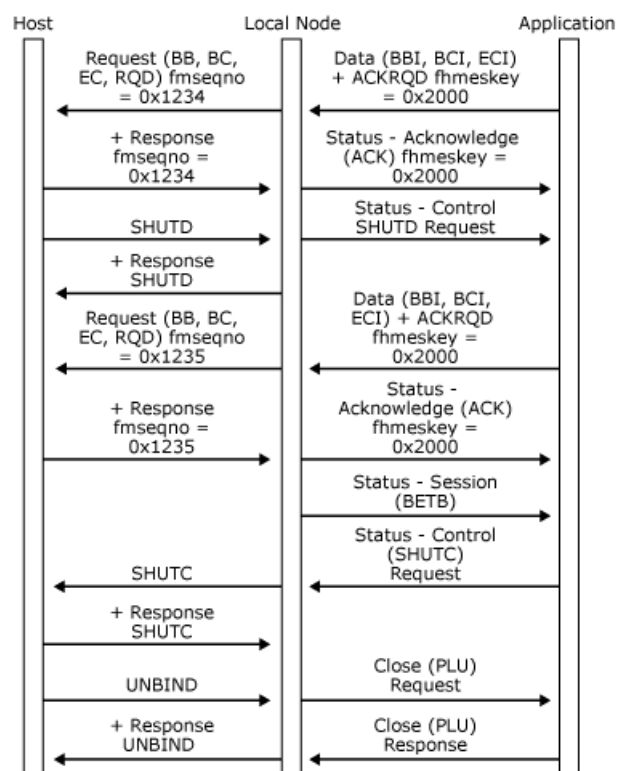 Host Local Node Application
Request (BB, BC,
EC, RQD) fmseqno
= 0x1234
Data (BBI, BCI, ECI)
+ ACKRQD fhmeskey
= 0x2000
+ Response
fmseqno =
0x1234
Status - Acknowledge
(ACK) fhmeskey =
0x2000
SHUTD
Status - Control
SHUTD Request
+ Response
SHUTD
Request (BB, BC,
EC, RQD) fmseqno
= 0x1235
Data (BBI, BCI,
ECI) + ACKRQD
fhmeskey =
0x2000
+ Response
fmseqno =
0x1235
Status -
Acknowledge (ACK)
fhmeskey =
0x2000
Status - Session
(BETB)
SHUTC
Status - Control
(SHUTC)
Request
+ Response
SHUTC
UNBIND
Close (PLU)
Request
+ Response
UNBIND
Close (PLU)
Response